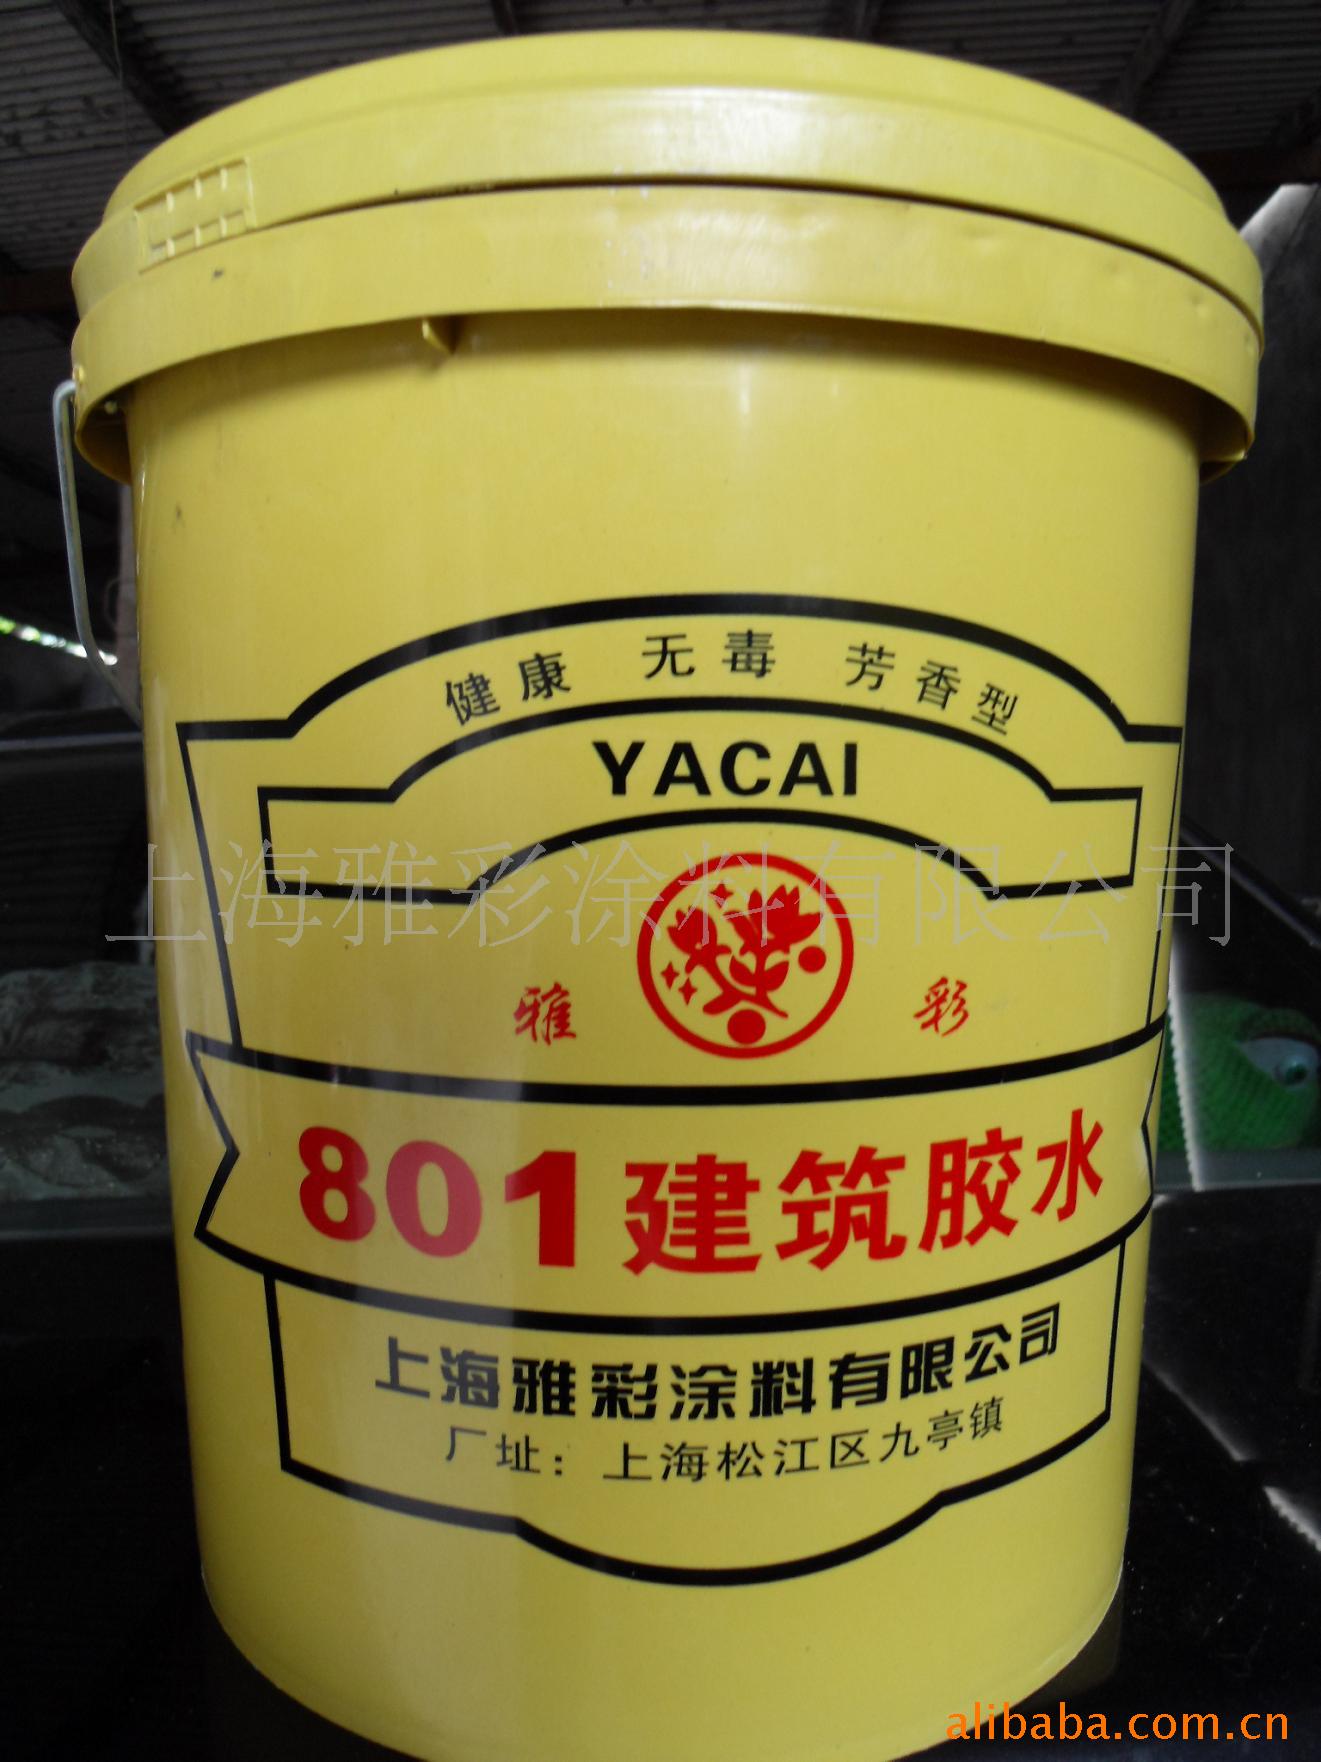 健康 无毒 芳香型
YACAI
上海雅彩涂料有限公司
雅 彩
801建筑胶水
上海雅彩涂料有限公司
厂址：上海松江区九亭镇
alibaba.com.cn